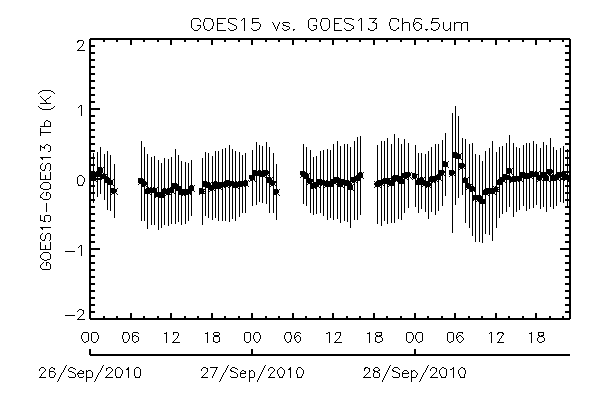 GOES15 vs. GOES13 Ch6.5um
GOES15-GOES13 Tb (K)
2
1
0
-1
-2
00 06 12 18 00 06 12 18 00 06 12 18
26/Sep/2010 27/Sep/2010 28/Sep/2010